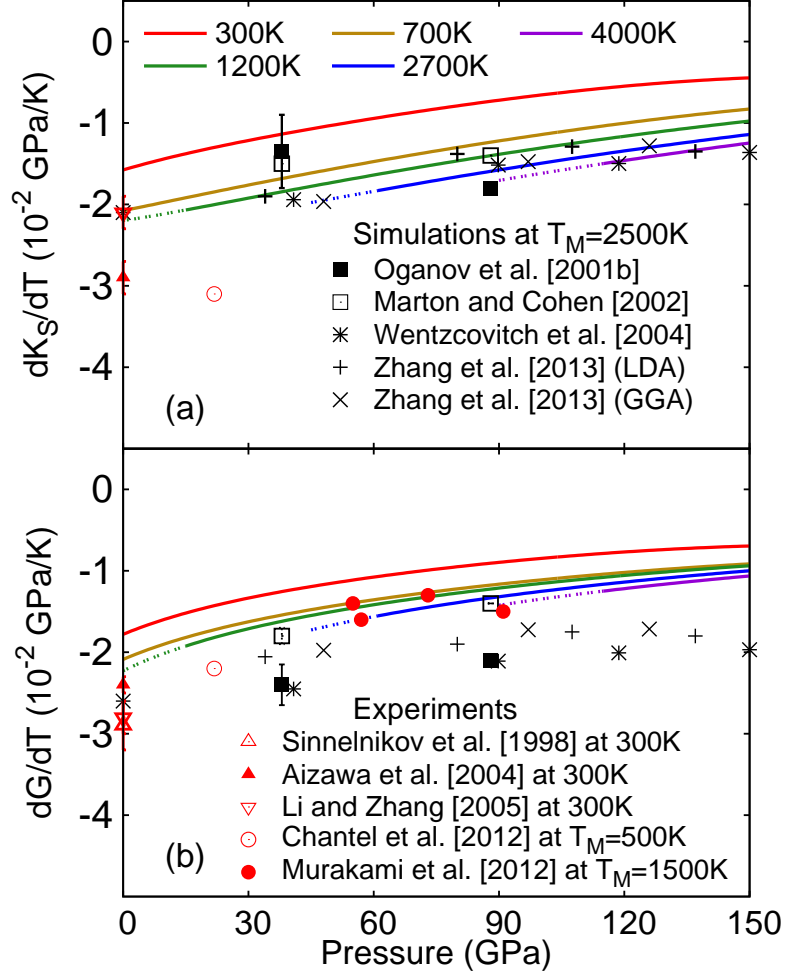 300K 700K 4000K
1200K 2700K
0
-1
-2
-3
-4
dK_S/dT (10^-2 GPa/K)
Simulations at T_M=2500K
Oganov et al. [2001b]
Marton and Cohen [2002]
Wentzcovitch et al. [2004]
Zhang et al. [2013] (LDA)
Zhang et al. [2013] (GGA)
(a)
0
-1
-2
-3
-4
dG/dT (10^-2 GPa/K)
Experiments
Sinnelnikov et al. [1998] at 300K
Aizawa et al. [2004] at 300K
Li and Zhang [2005] at 300K
Chantel et al. [2012] at T_M=500K
Murakami et al. [2012] at T_M=1500K
(b)
0 30 60 90 120 150
Pressure (GPa)